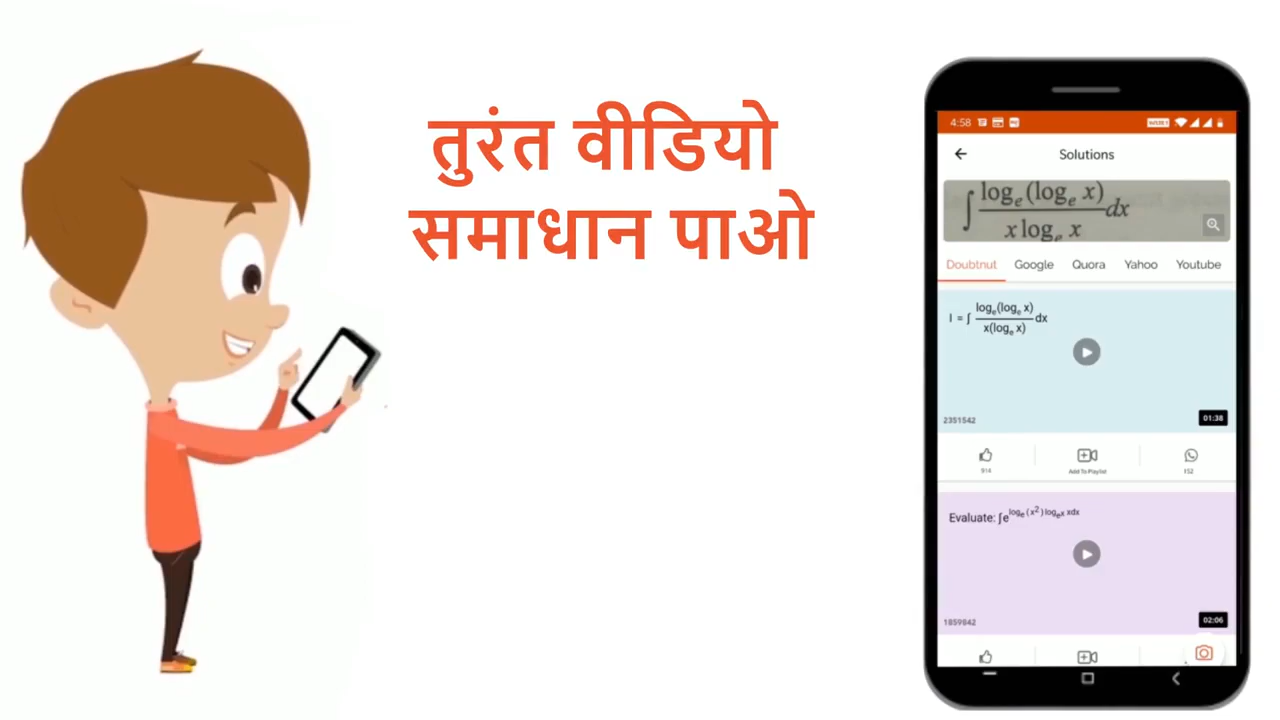 तुरंत वीडियो
समाधान पाओ
4:58
Solutions
∫ logₑ(logₑ x) / x logₑ x dx
Doubtnut Google Quora Yahoo Youtube
I = ∫ logₑ(logₑ x) / x(logₑ x) dx
2351542 01:38
914 Add To Playlist 152
Evaluate: ∫e^logₑ(x²)logₑx xdx
1859842 02:06